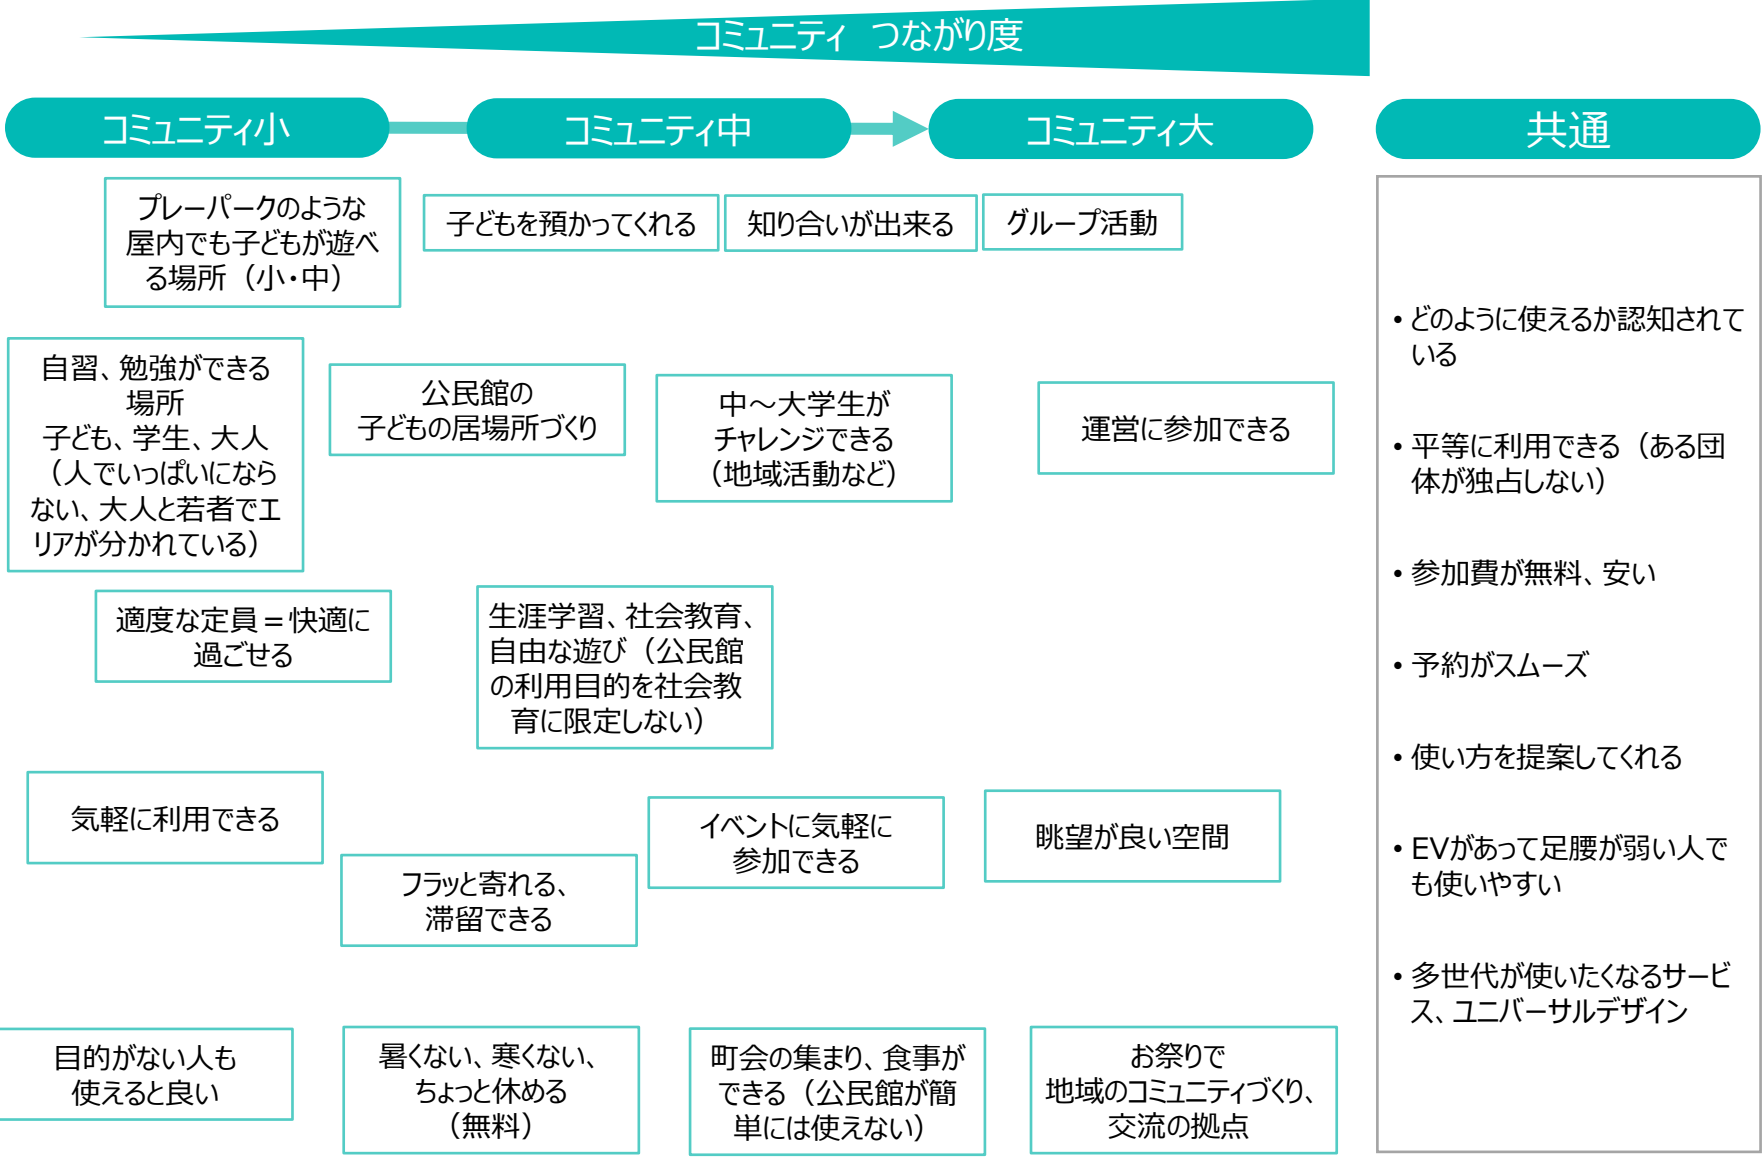 コミュニティ　つながり度
コミュニティ小
コミュニティ中
コミュニティ大
共通
プレーパークのような
屋内でも子どもが遊べ
る場所（小・中）
子どもを預かってくれる
知り合いが出来る
グループ活動
自習、勉強ができる
場所
子ども、学生、大人
（人でいっぱいになら
ない、大人と若者でエ
リアが分かれている）
公民館の
子どもの居場所づくり
中～大学生が
チャレンジできる
（地域活動など）
運営に参加できる
適度な定員＝快適に
過ごせる
生涯学習、社会教育、
自由な遊び（公民館
の利用目的を社会教
育に限定しない）
気軽に利用できる
フラッと寄れる、
滞留できる
イベントに気軽に
参加できる
眺望が良い空間
目的がない人も
使えると良い
暑くない、寒くない、
ちょっと休める
（無料）
町会の集まり、食事が
できる（公民館が簡
単には使えない）
お祭りで
地域のコミュニティづくり、
交流の拠点
• どのように使えるか認知されて
いる
• 平等に利用できる（ある団
体が独占しない）
• 参加費が無料、安い
• 予約がスムーズ
• 使い方を提案してくれる
• EVがあって足腰が弱い人で
も使いやすい
• 多世代が使いたくなるサービ
ス、ユニバーサルデザイン